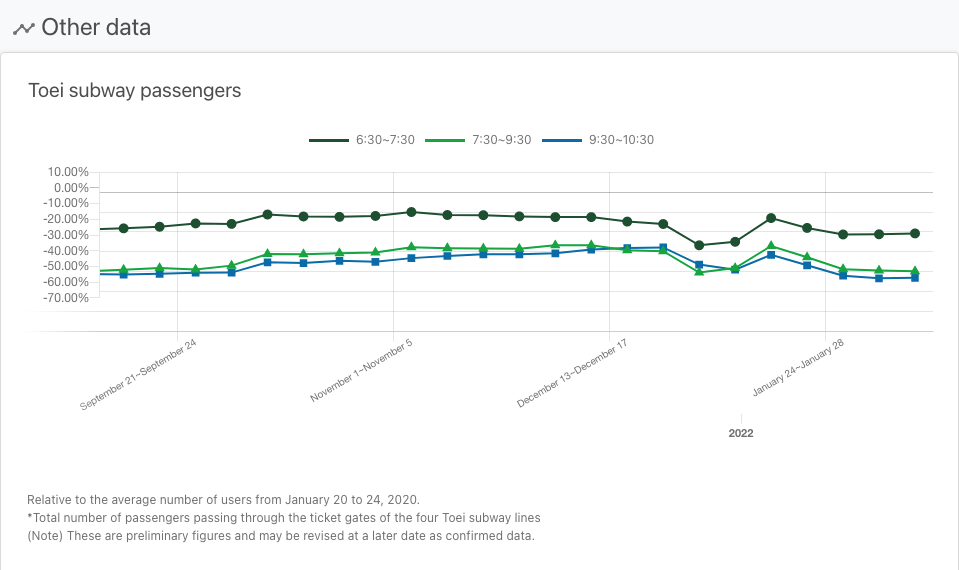 Other data
Toei subway passengers
6:30~7:30
7:30~9:30
9:30~10:30
10.00%
0.00%
-10.00%
-20.00%
-30.00%
-40.00%
-50.00%
-60.00%
-70.00%
September 21~September 24
November 1~November 5
December 13~December 17
January 24~January 28
2022
Relative to the average number of users from January 20 to 24, 2020.
*Total number of passengers passing through the ticket gates of the four Toei subway lines
(Note) These are preliminary figures and may be revised at a later date as confirmed data.